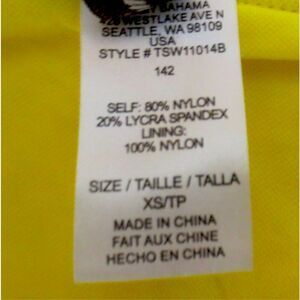 BAHAMA
WESTLAKE AVE N
SEATTLE, WA 98109
USA
STYLE # TSW11014B
142
SELF: 80% NYLON
20% LYCRA SPANDEX
LINING:
100% NYLON
SIZE / TAILLE / TALLA
XS/TP
MADE IN CHINA
FAIT AUX CHINE
HECHO EN CHINA